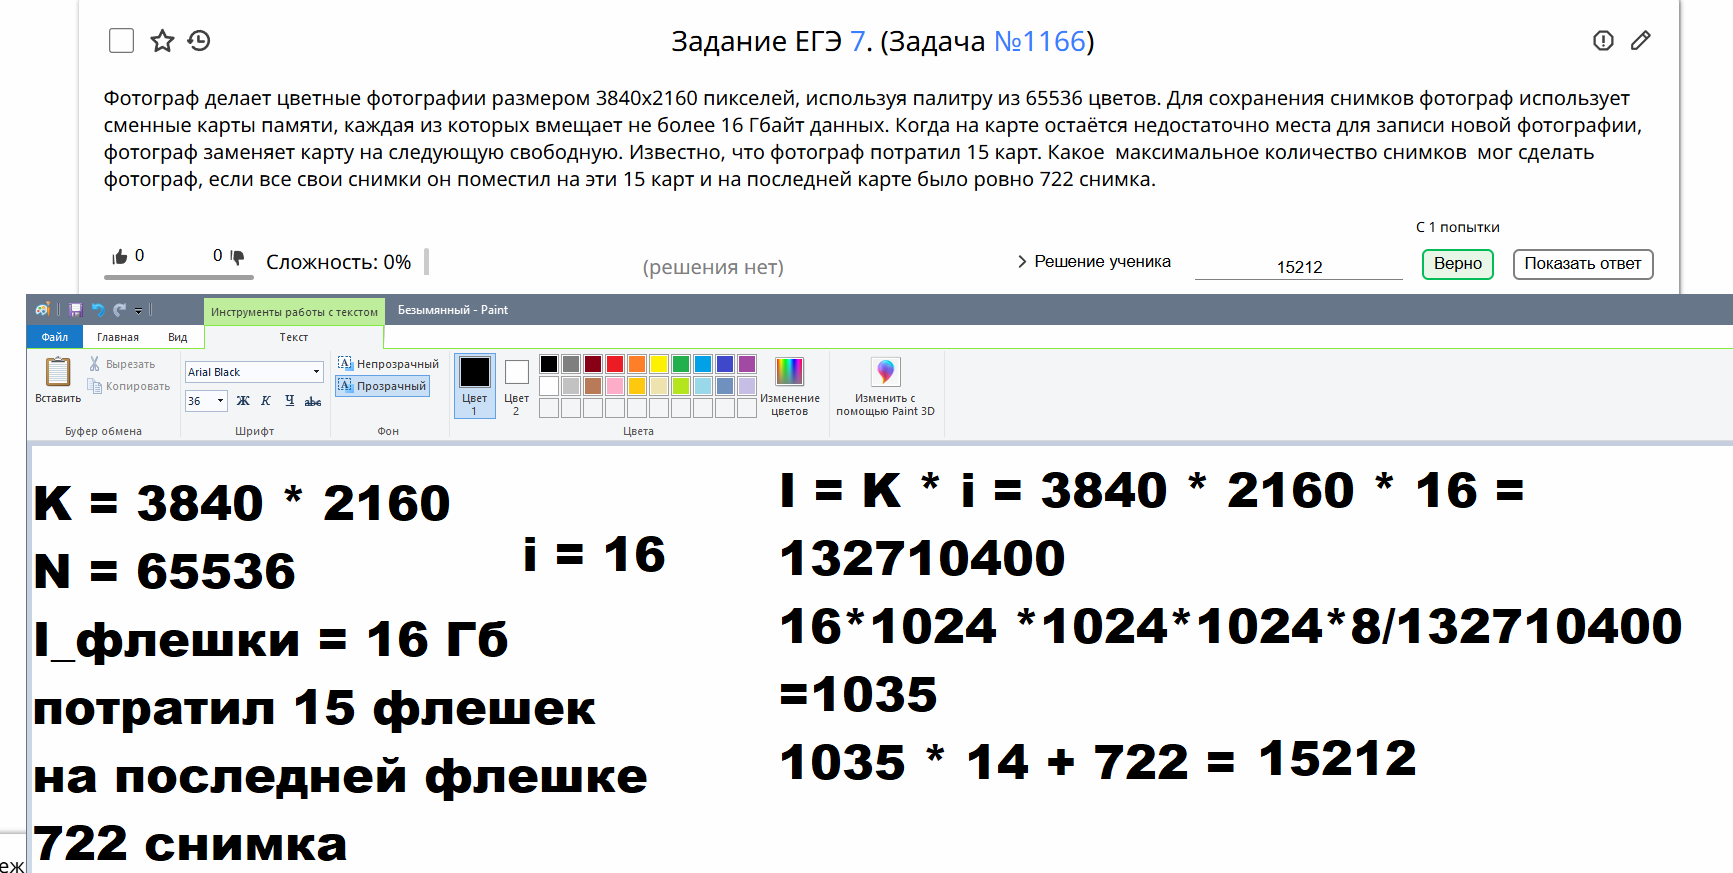 Задание ЕГЭ 7. (Задача №1166)
Фотограф делает цветные фотографии размером 3840x2160 пикселей, используя палитру из 65536 цветов. Для сохранения снимков фотограф использует
сменные карты памяти, каждая из которых вмещает не более 16 Гбайт данных. Когда на карте остаётся недостаточно места для записи новой фотографии,
фотограф заменяет карту на следующую свободную. Известно, что фотограф потратил 15 карт. Какое максимальное количество снимков мог сделать
фотограф, если все свои снимки он поместил на эти 15 карт и на последней карте было ровно 722 снимка.
С 1 попытки
0 0 Сложность: 0% (решения нет) Решение ученика 15212 Верно Показать ответ
Инструменты работы с текстом Безымянный - Paint
Файл Главная Вид Текст
Вставить Вырезать Копировать
Буфер обмена
Arial Black
36 Ж К Ч abc
Шрифт
Непрозрачный
Прозрачный
Фон
Цвет 1
Цвет 2
Изменение цветов
Цвета
Изменить с помощью Paint 3D
K = 3840 * 2160
N = 65536
i = 16
I_флешки = 16 Гб
потратил 15 флешек
на последней флешке
722 снимка
I = K * i = 3840 * 2160 * 16 =
132710400
16*1024 *1024*1024*8/132710400
=1035
1035 * 14 + 722 = 15212
еж